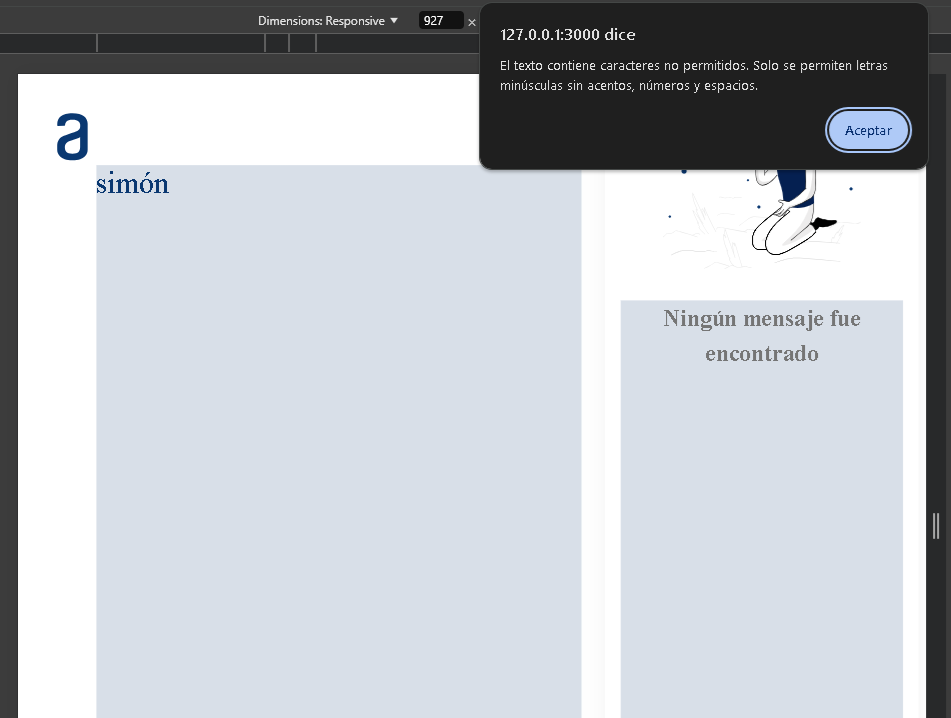 Dimensions: Responsive
927
×
127.0.0.1:3000 dice
El texto contiene caracteres no permitidos. Solo se permiten letras
minúsculas sin acentos, números y espacios.
Aceptar
a
simón
Ningún mensaje fue
encontrado